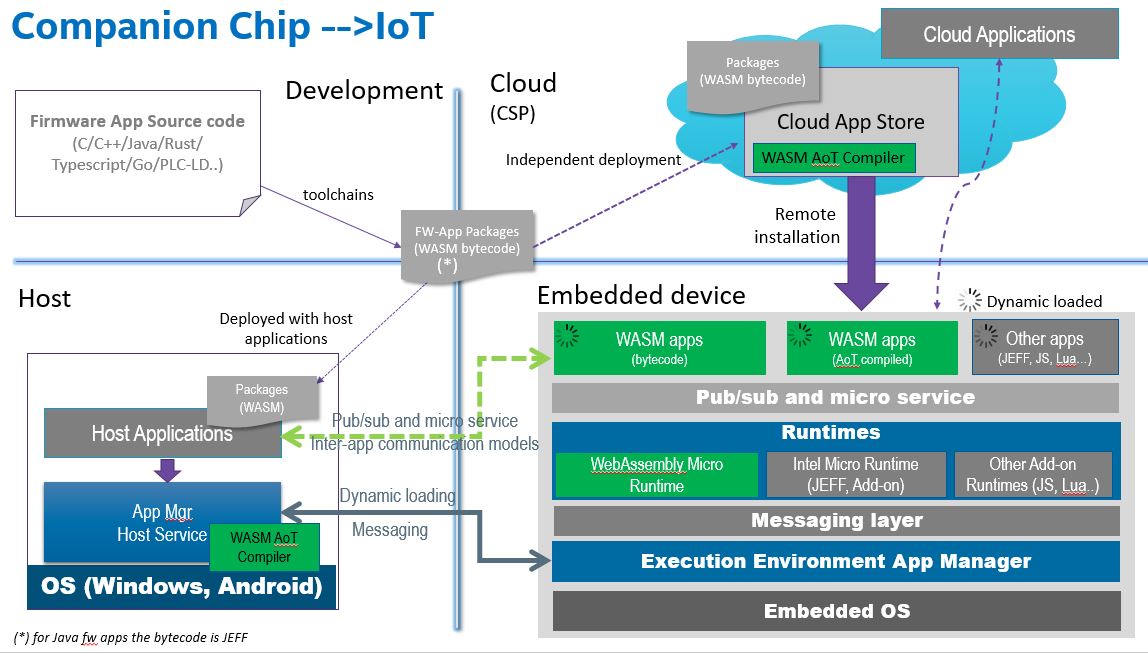 Companion Chip -->IoT
Development
Firmware App Source code
(C/C++/Java/Rust/
Typescript/Go/PLC-LD..)
toolchains
FW-App Packages
(WASM bytecode)
(*)
Cloud
(CSP)
Independent deployment
Packages
(WASM bytecode)
Cloud Applications
Cloud App Store
WASM AoT Compiler
Remote
installation
Host
Deployed with host
applications
Packages
(WASM)
Host Applications
App Mgr
Host Service
WASM AoT
Compiler
OS (Windows, Android)
(*) for Java fw apps the bytecode is JEFF
Pub/sub and micro service
Inter-app communication models
Dynamic loading
Messaging
Embedded device
Dynamic loaded
WASM apps
(bytecode)
WASM apps
(AoT compiled)
Other apps
(JEFF, JS, Lua...)
Pub/sub and micro service
Runtimes
WebAssembly Micro
Runtime
Intel Micro Runtime
(JEFF, Add-on)
Other Add-on
Runtimes (JS, Lua..)
Messaging layer
Execution Environment App Manager
Embedded OS